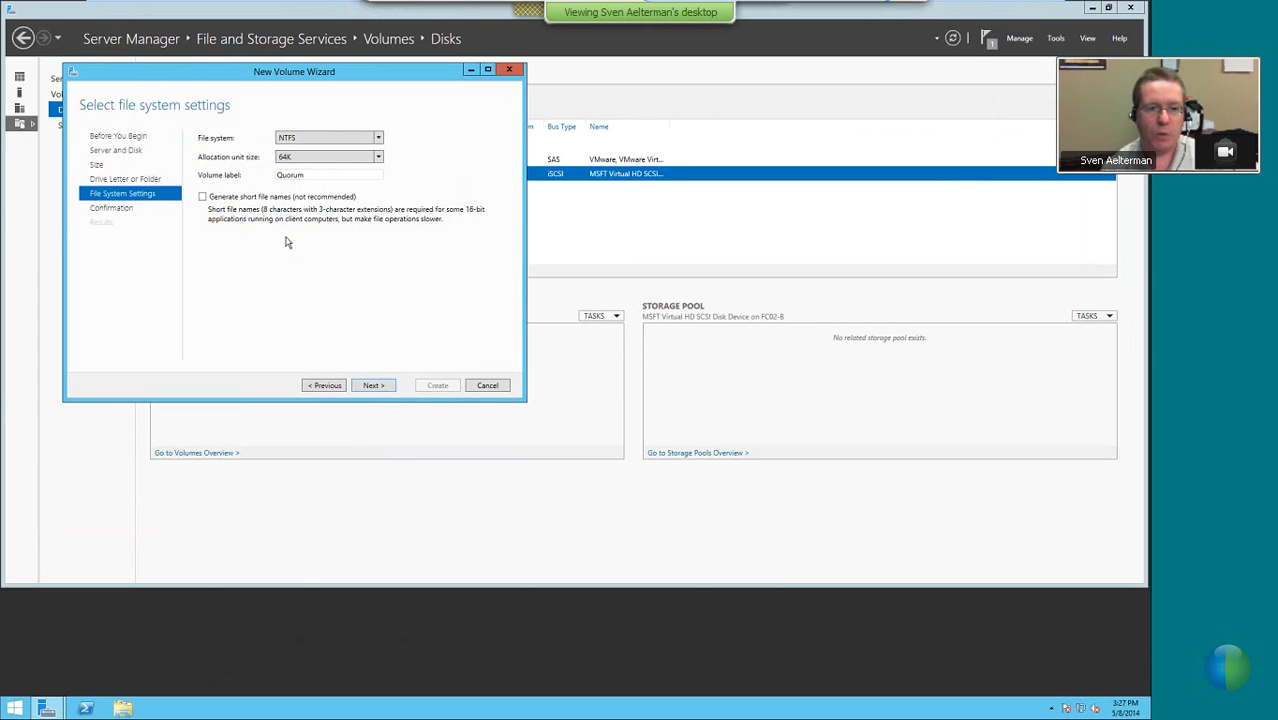 Viewing Sven Aelterman's desktop
Server Manager File and Storage Services Volumes Disks
1 Manage Tools View Help
New Volume Wizard
Select file system settings
Before You Begin
Server and Disk
Size
Drive Letter or Folder
File System Settings
Confirmation
Results
File system: NTFS
Allocation unit size: 64K
Volume label: Quorum
Generate short file names (not recommended)
Short file names (8 characters with 3-character extensions) are required for some 16-bit
applications running on client computers, but make file operations slower.
< Previous Next > Create Cancel
Bus Type Name
SAS VMware, VMware Virt...
iSCSI MSFT Virtual HD SCSI...
Sven Aelterman
TASKS
STORAGE POOL
MSFT Virtual HD SCSI Disk Device on FC02-B
TASKS
No related storage pool exists.
Go to Volumes Overview >
Go to Storage Pools Overview >
3:27 PM
5/8/2014